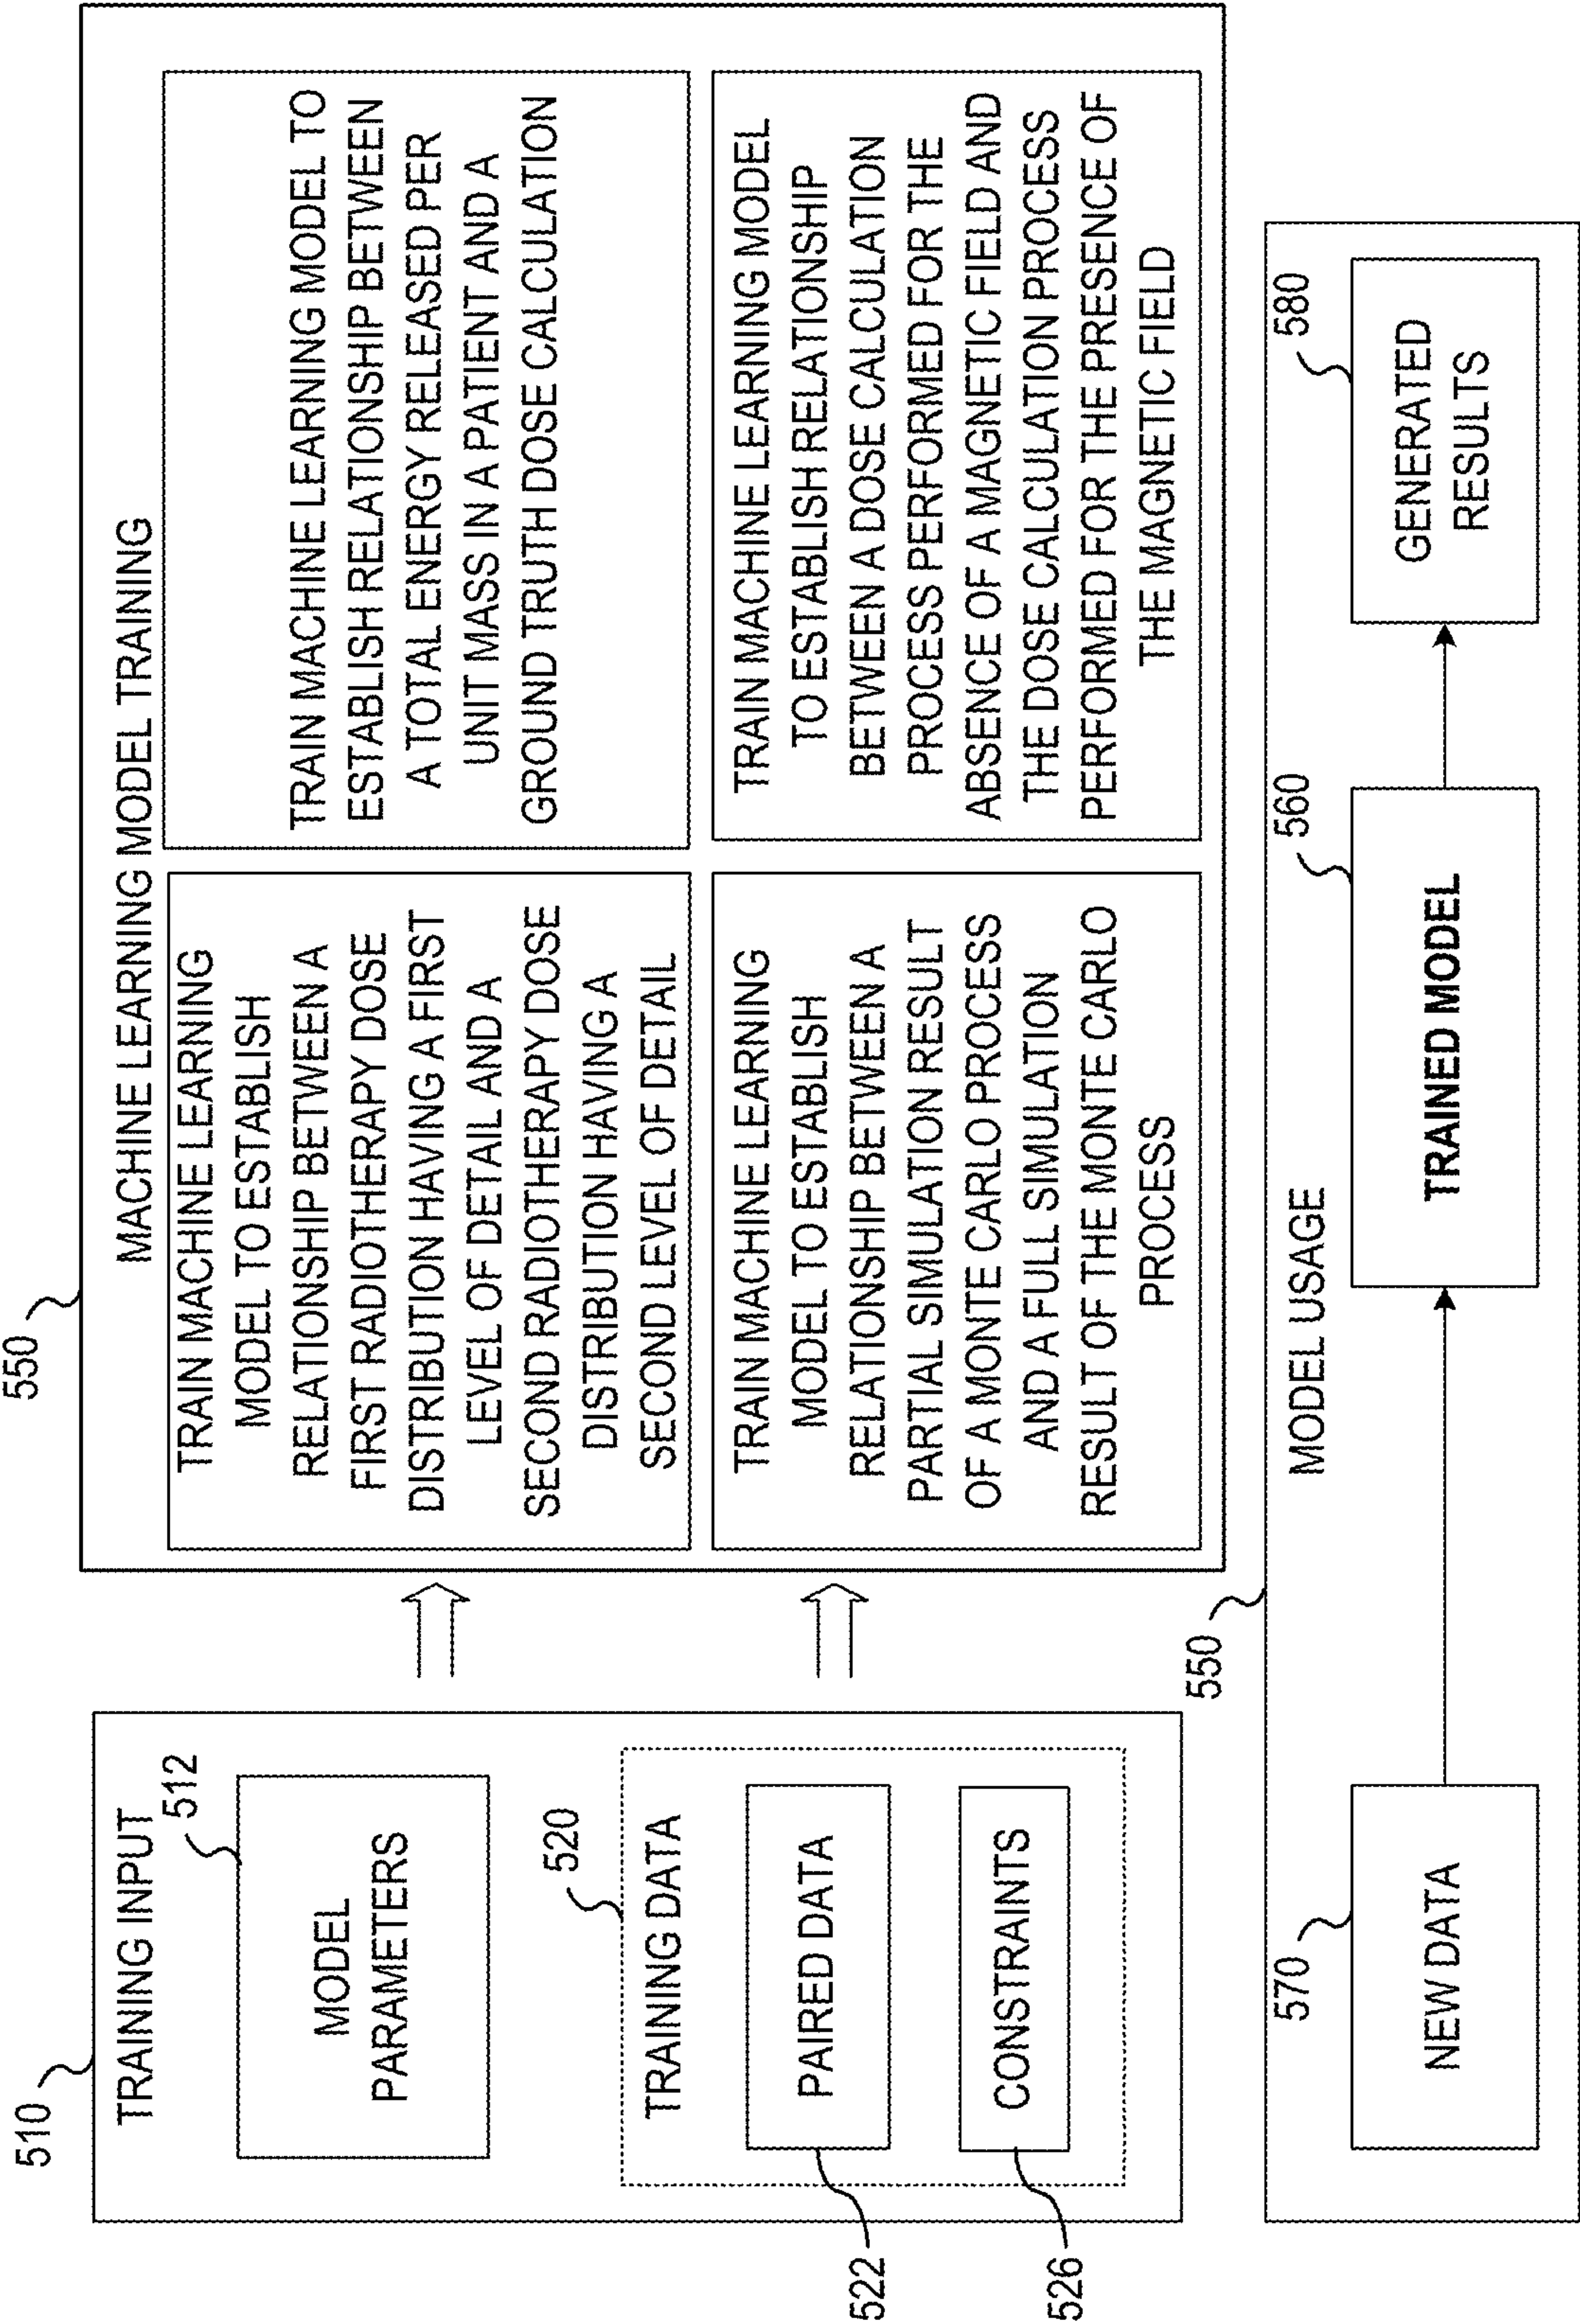 510
TRAINING INPUT
512
MODEL
PARAMETERS
520
TRAINING DATA
PAIRED DATA
522
CONSTRAINTS
526
550
MACHINE LEARNING MODEL TRAINING
TRAIN MACHINE LEARNING
MODEL TO ESTABLISH
RELATIONSHIP BETWEEN A
FIRST RADIOTHERAPY DOSE
DISTRIBUTION HAVING A FIRST
LEVEL OF DETAIL AND A
SECOND RADIOTHERAPY DOSE
DISTRIBUTION HAVING A
SECOND LEVEL OF DETAIL
TRAIN MACHINE LEARNING MODEL TO
ESTABLISH RELATIONSHIP BETWEEN
A TOTAL ENERGY RELEASED PER
UNIT MASS IN A PATIENT AND A
GROUND TRUTH DOSE CALCULATION
TRAIN MACHINE LEARNING
MODEL TO ESTABLISH
RELATIONSHIP BETWEEN A
PARTIAL SIMULATION RESULT
OF A MONTE CARLO PROCESS
AND A FULL SIMULATION
RESULT OF THE MONTE CARLO
PROCESS
TRAIN MACHINE LEARNING MODEL
TO ESTABLISH RELATIONSHIP
BETWEEN A DOSE CALCULATION
PROCESS PERFORMED FOR THE
ABSENCE OF A MAGNETIC FIELD AND
THE DOSE CALCULATION PROCESS
PERFORMED FOR THE PRESENCE OF
THE MAGNETIC FIELD
550
MODEL USAGE
570
NEW DATA
560
TRAINED MODEL
580
GENERATED
RESULTS